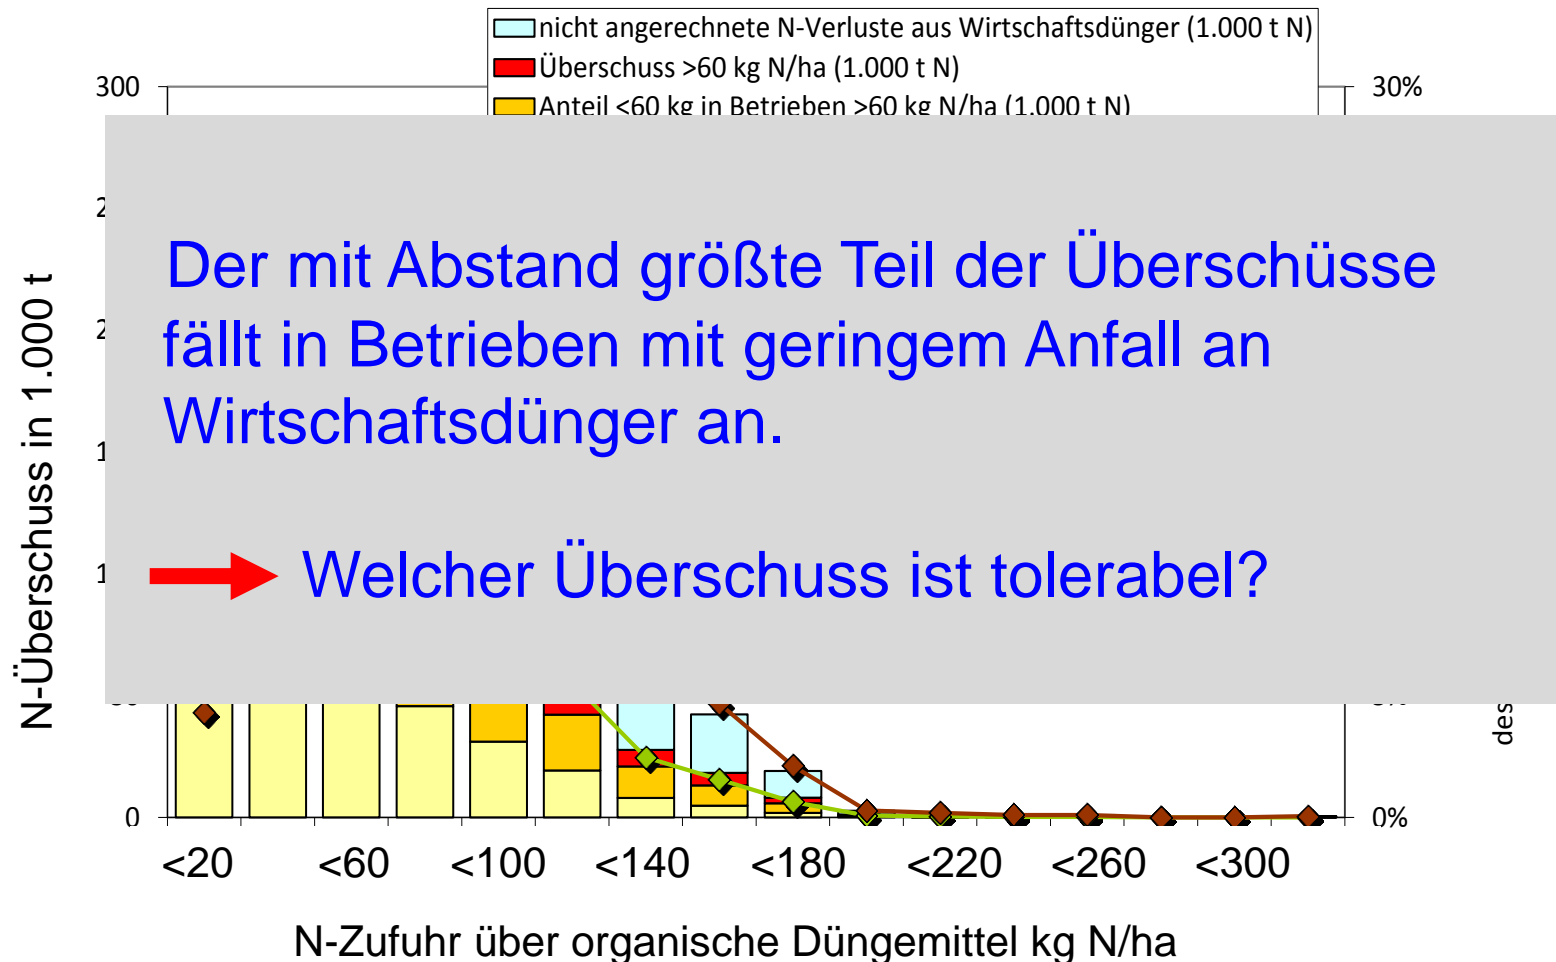 nicht angerechnete N-Verluste aus Wirtschaftsdünger (1.000 t N)
Überschuss >60 kg N/ha (1.000 t N)
Anteil <60 kg in Betrieben >60 kg N/ha (1.000 t N)
300
30%
Der mit Abstand größte Teil der Überschüsse
fällt in Betrieben mit geringem Anfall an
Wirtschaftsdünger an.
Welcher Überschuss ist tolerabel?
N-Überschuss in 1.000 t
des
0
0%
<20 <60 <100 <140 <180 <220 <260 <300
N-Zufuhr über organische Düngemittel kg N/ha